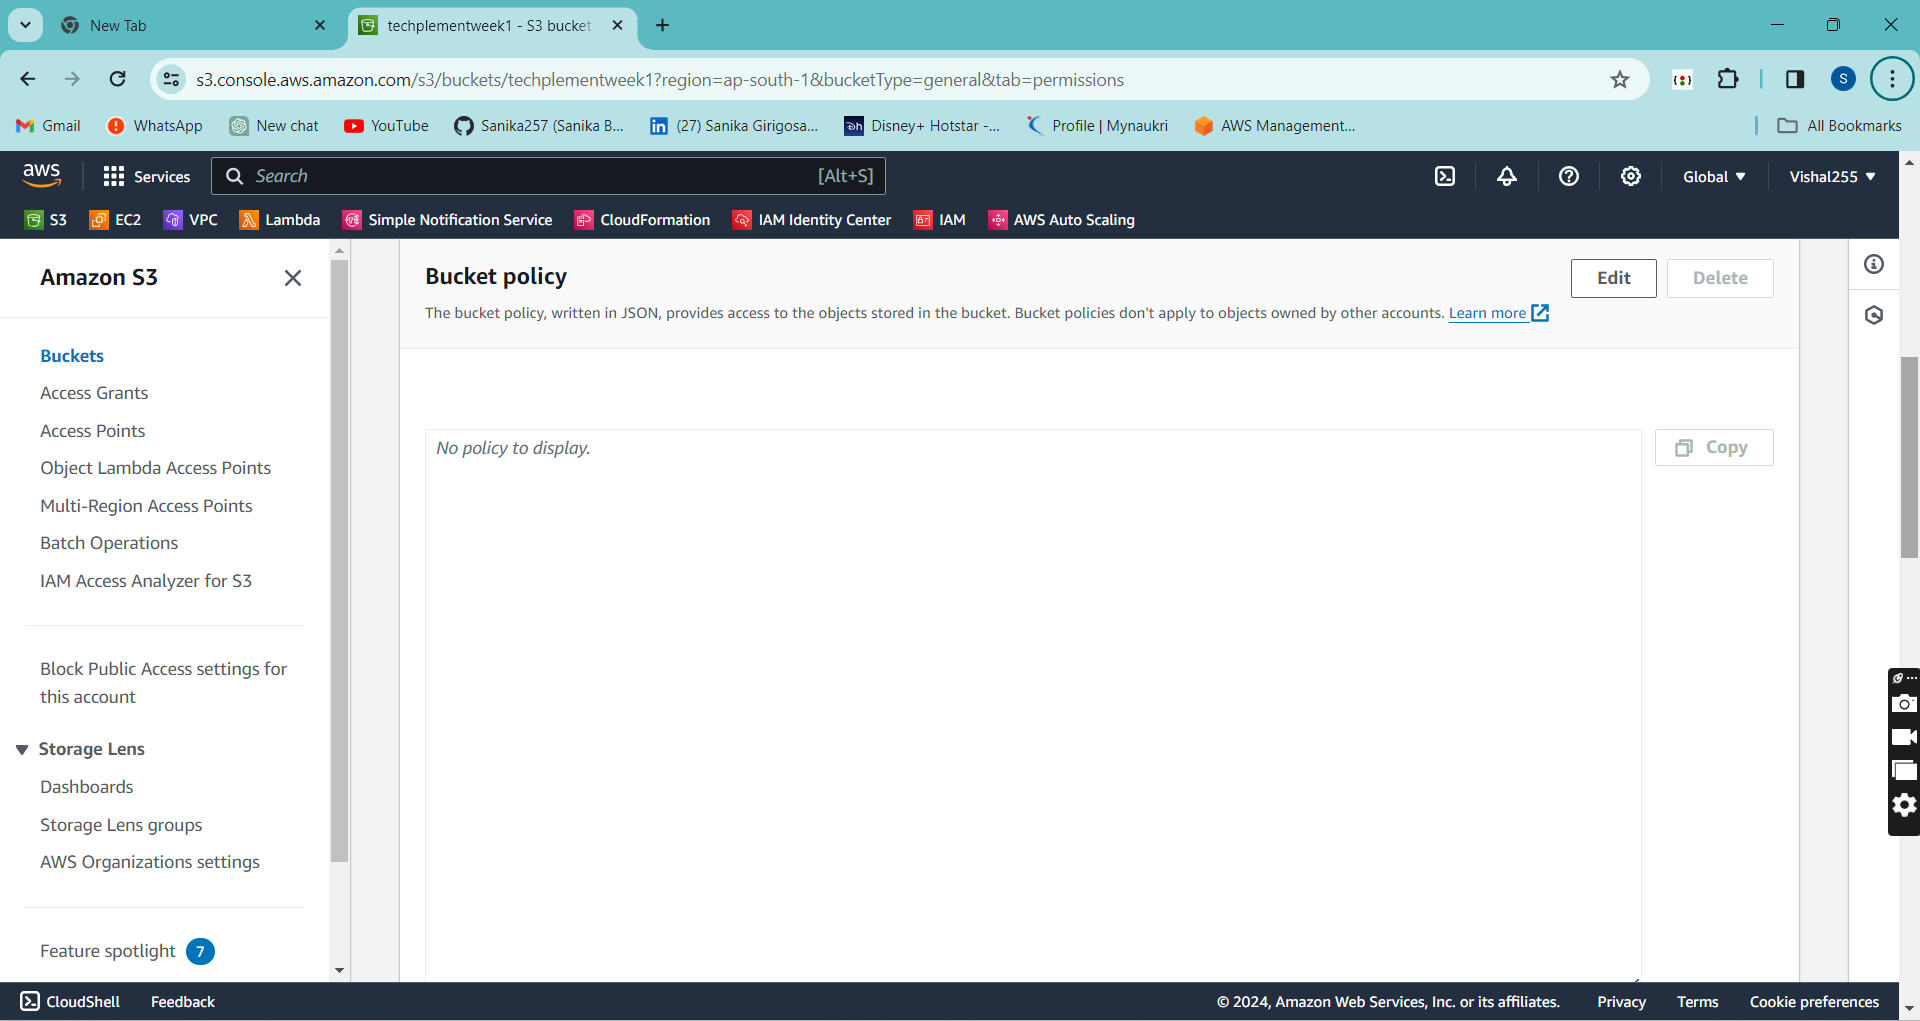 New Tab
techplementweek1 - S3 bucket
s3.console.aws.amazon.com/s3/buckets/techplementweek1?region=ap-south-1&bucketType=general&tab=permissions
S
Gmail WhatsApp New chat YouTube Sanika257 (Sanika B... (27) Sanika Girigosa... Disney+ Hotstar -... Profile | Mynaukri AWS Management... All Bookmarks
aws Services Search [Alt+S] Global Vishal255
S3 EC2 VPC Lambda Simple Notification Service CloudFormation IAM Identity Center IAM AWS Auto Scaling
Amazon S3
Buckets
Access Grants
Access Points
Object Lambda Access Points
Multi-Region Access Points
Batch Operations
IAM Access Analyzer for S3
Block Public Access settings for
this account
Storage Lens
Dashboards
Storage Lens groups
AWS Organizations settings
Feature spotlight 7
Bucket policy
Edit Delete
The bucket policy, written in JSON, provides access to the objects stored in the bucket. Bucket policies don't apply to objects owned by other accounts. Learn more
No policy to display.
Copy
CloudShell Feedback © 2024, Amazon Web Services, Inc. or its affiliates. Privacy Terms Cookie preferences